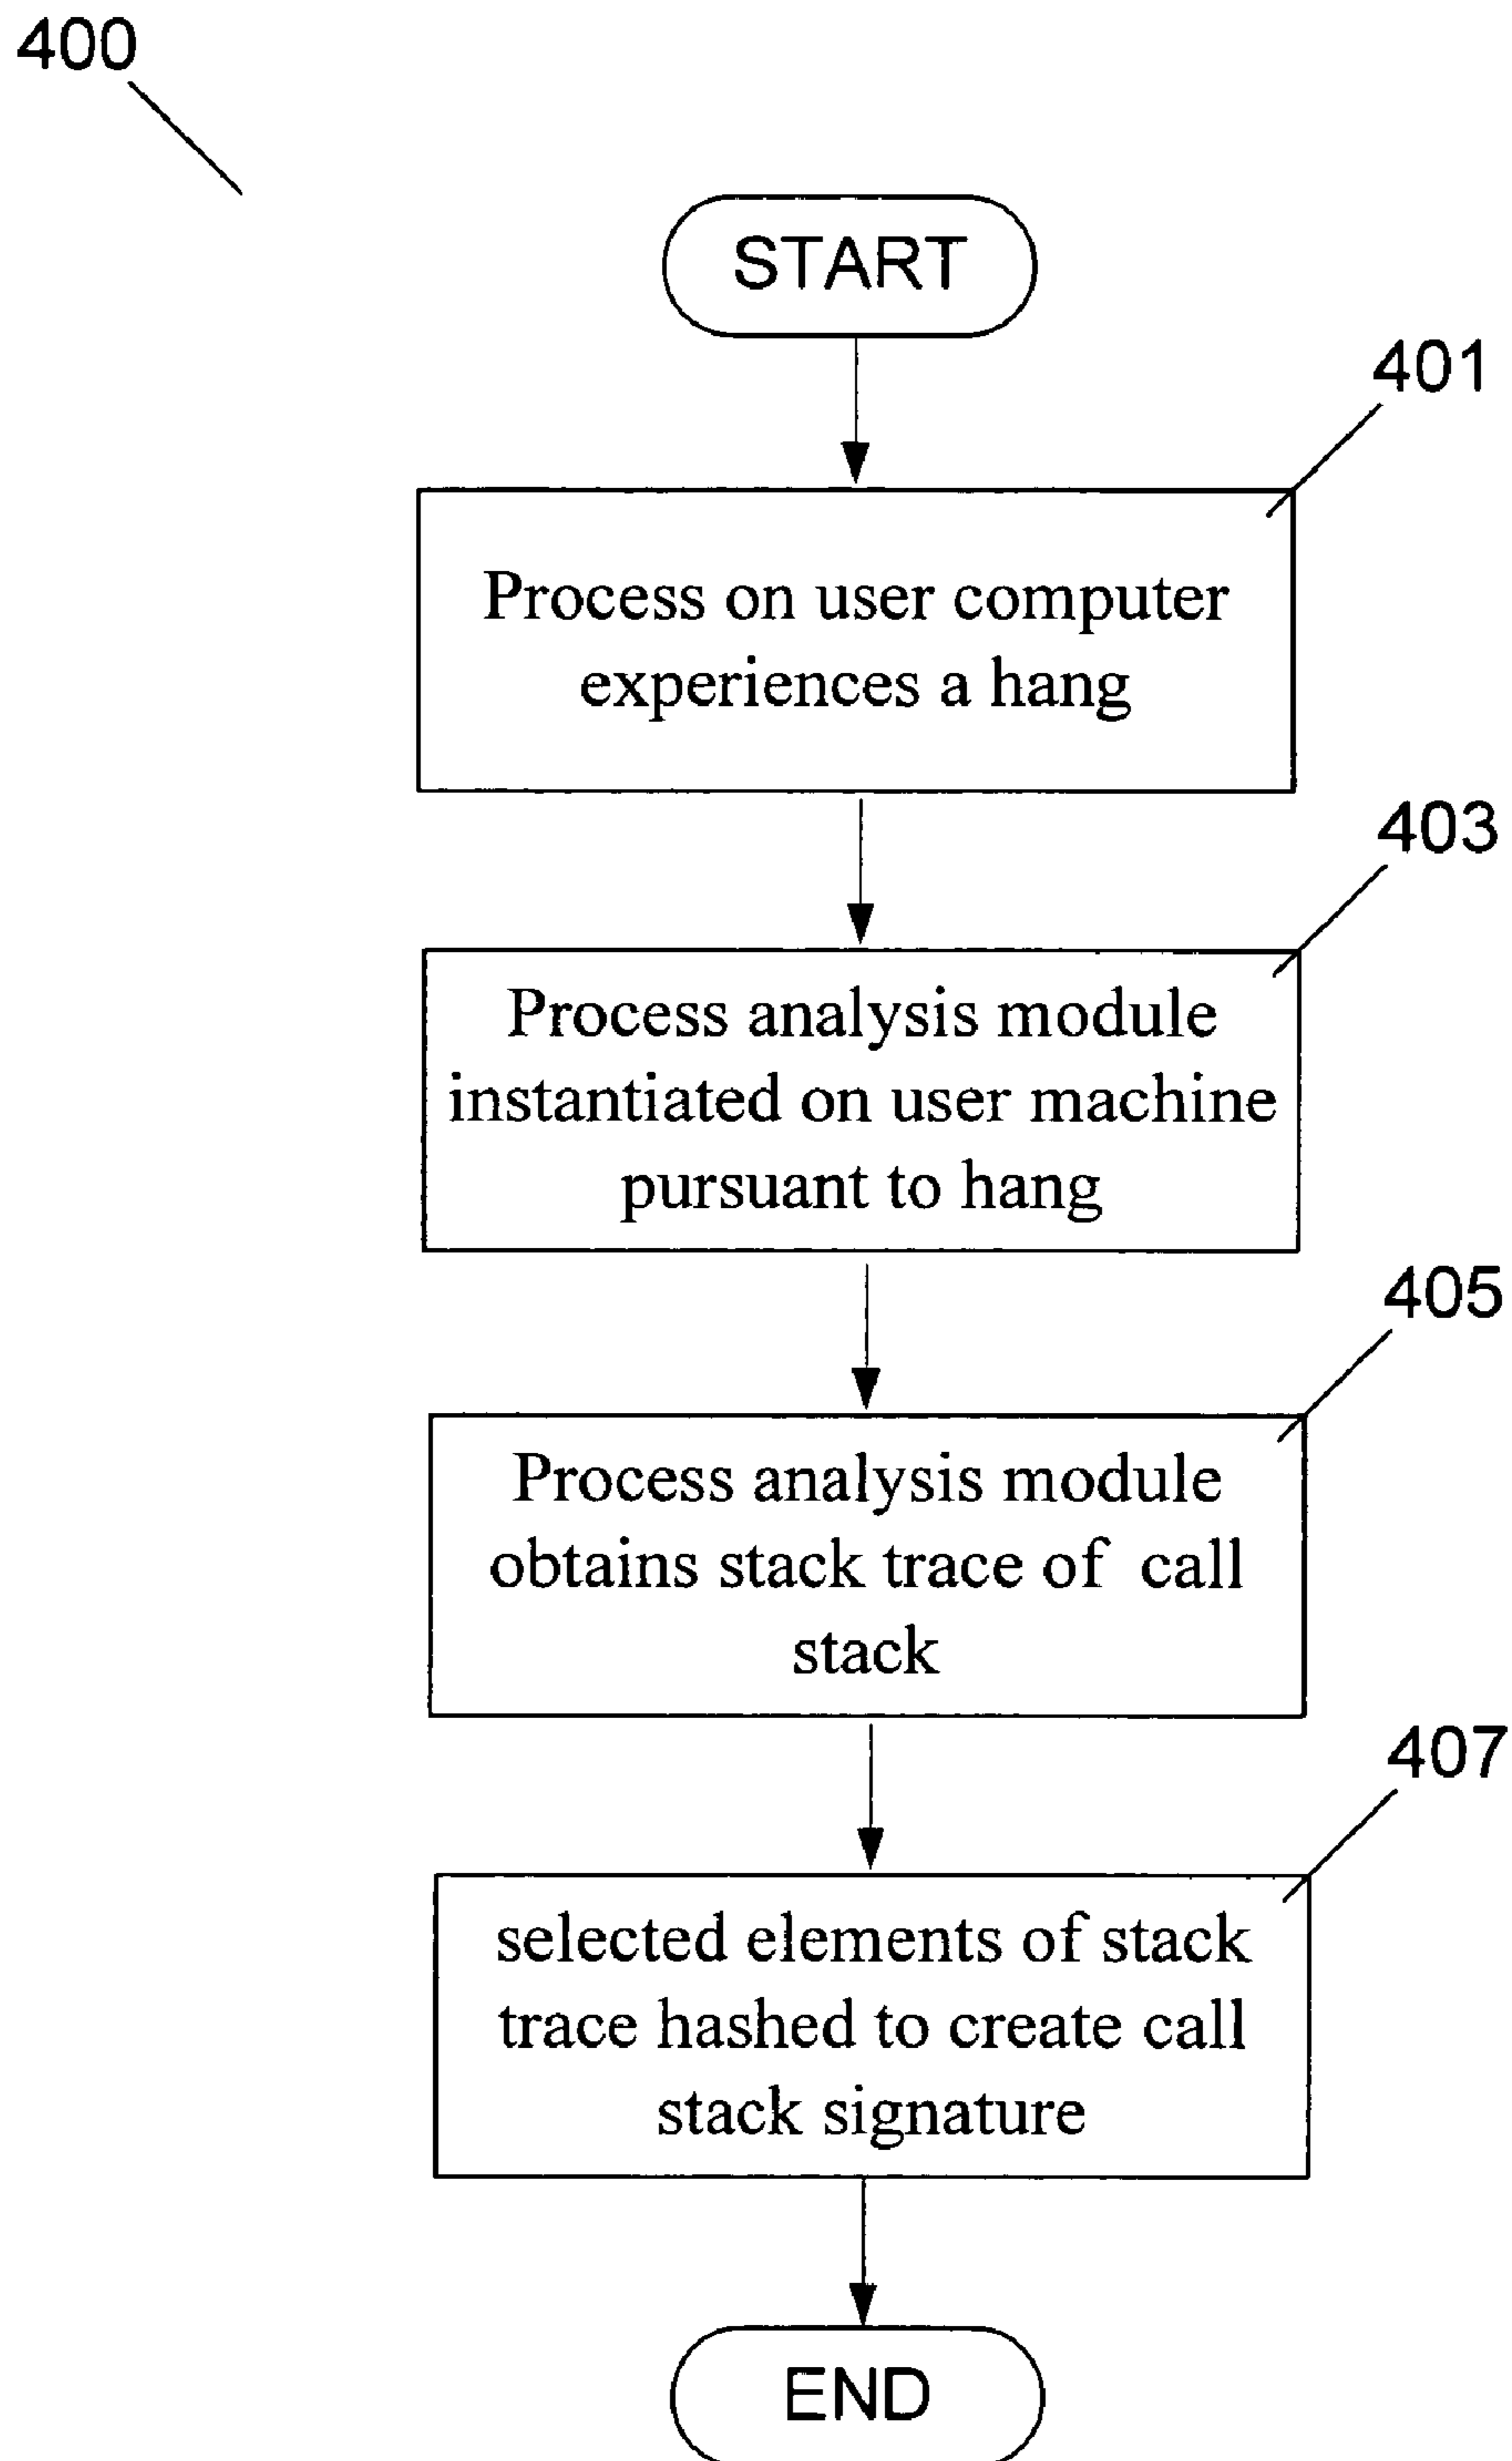 400
START
401
Process on user computer
experiences a hang
403
Process analysis module
instantiated on user machine
pursuant to hang
405
Process analysis module
obtains stack trace of call
stack
407
selected elements of stack
trace hashed to create call
stack signature
END